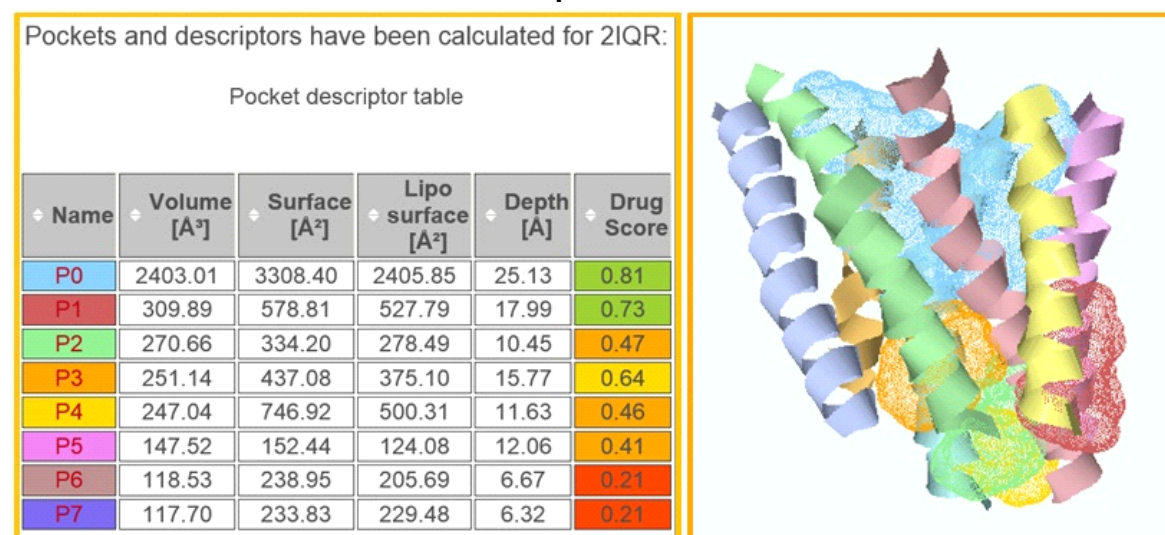 Pockets and descriptors have been calculated for 2IQR:
Pocket descriptor table
Name Volume [Å³] Surface [Å²] Lipo surface [Å²] Depth [Å] Drug Score
P0 2403.01 3308.40 2405.85 25.13 0.81
P1 309.89 578.81 527.79 17.99 0.73
P2 270.66 334.20 278.49 10.45 0.47
P3 251.14 437.08 375.10 15.77 0.64
P4 247.04 746.92 500.31 11.63 0.46
P5 147.52 152.44 124.08 12.06 0.41
P6 118.53 238.95 205.69 6.67 0.21
P7 117.70 233.83 229.48 6.32 0.21